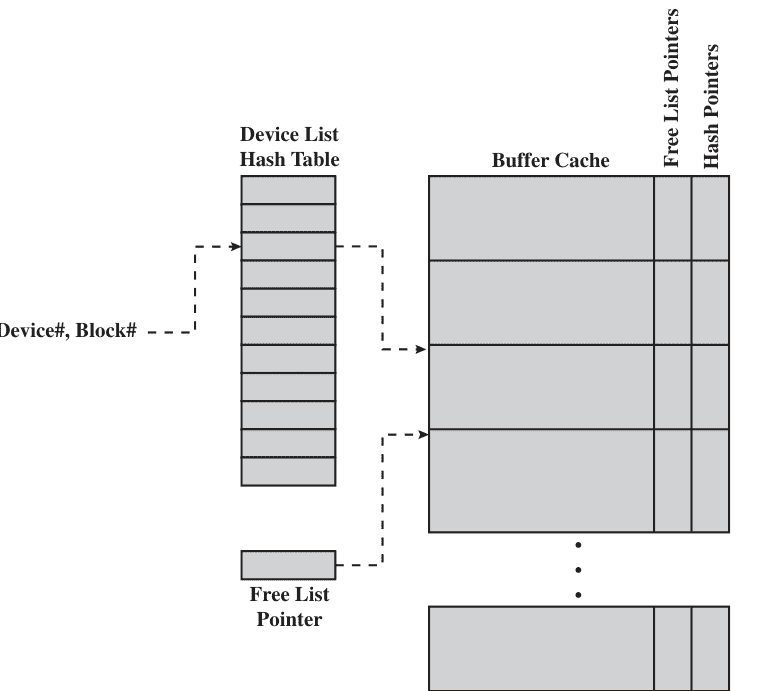 Free List Pointers
Hash Pointers
Device List
Hash Table
Buffer Cache
Device#, Block#
Free List
Pointer